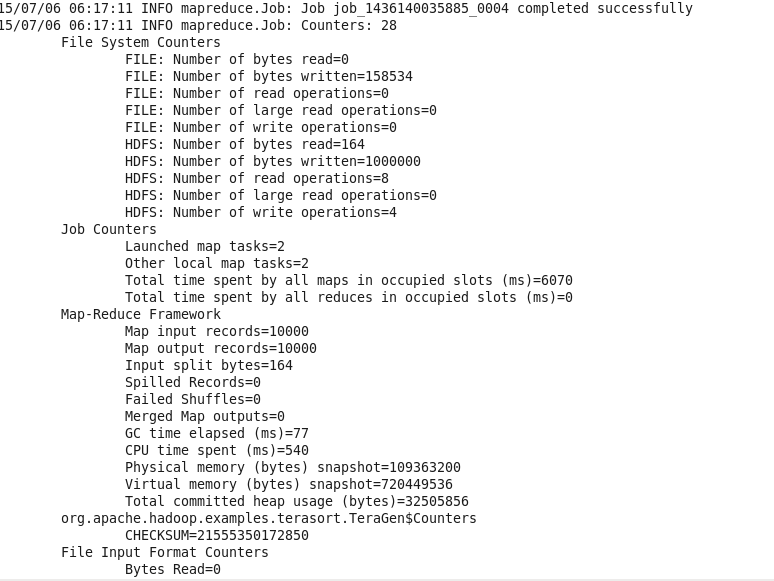 15/07/06 06:17:11 INFO mapreduce.Job: Job job_1436140035885_0004 completed successfully
15/07/06 06:17:11 INFO mapreduce.Job: Counters: 28
File System Counters
FILE: Number of bytes read=0
FILE: Number of bytes written=158534
FILE: Number of read operations=0
FILE: Number of large read operations=0
FILE: Number of write operations=0
HDFS: Number of bytes read=164
HDFS: Number of bytes written=1000000
HDFS: Number of read operations=8
HDFS: Number of large read operations=0
HDFS: Number of write operations=4
Job Counters
Launched map tasks=2
Other local map tasks=2
Total time spent by all maps in occupied slots (ms)=6070
Total time spent by all reduces in occupied slots (ms)=0
Map-Reduce Framework
Map input records=10000
Map output records=10000
Input split bytes=164
Spilled Records=0
Failed Shuffles=0
Merged Map outputs=0
GC time elapsed (ms)=77
CPU time spent (ms)=540
Physical memory (bytes) snapshot=109363200
Virtual memory (bytes) snapshot=720449536
Total committed heap usage (bytes)=32505856
org.apache.hadoop.examples.terasort.TeraGen$Counters
CHECKSUM=21555350172850
File Input Format Counters
Bytes Read=0